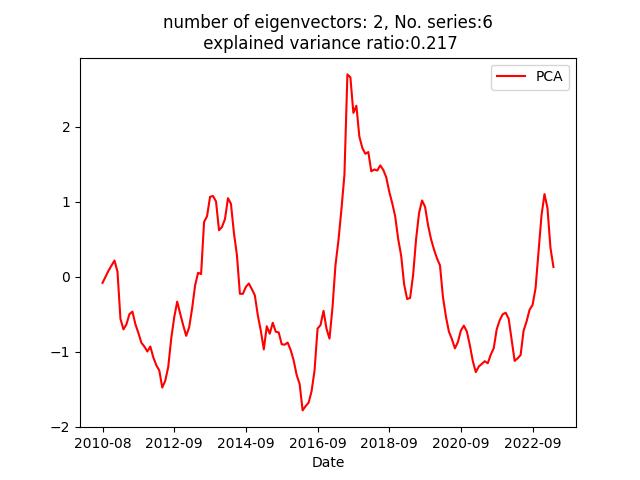 number of eigenvectors: 2, No. series:6
explained variance ratio:0.217
PCA
2
1
0
−1
−2
2010-08 2012-09 2014-09 2016-09 2018-09 2020-09 2022-09
Date